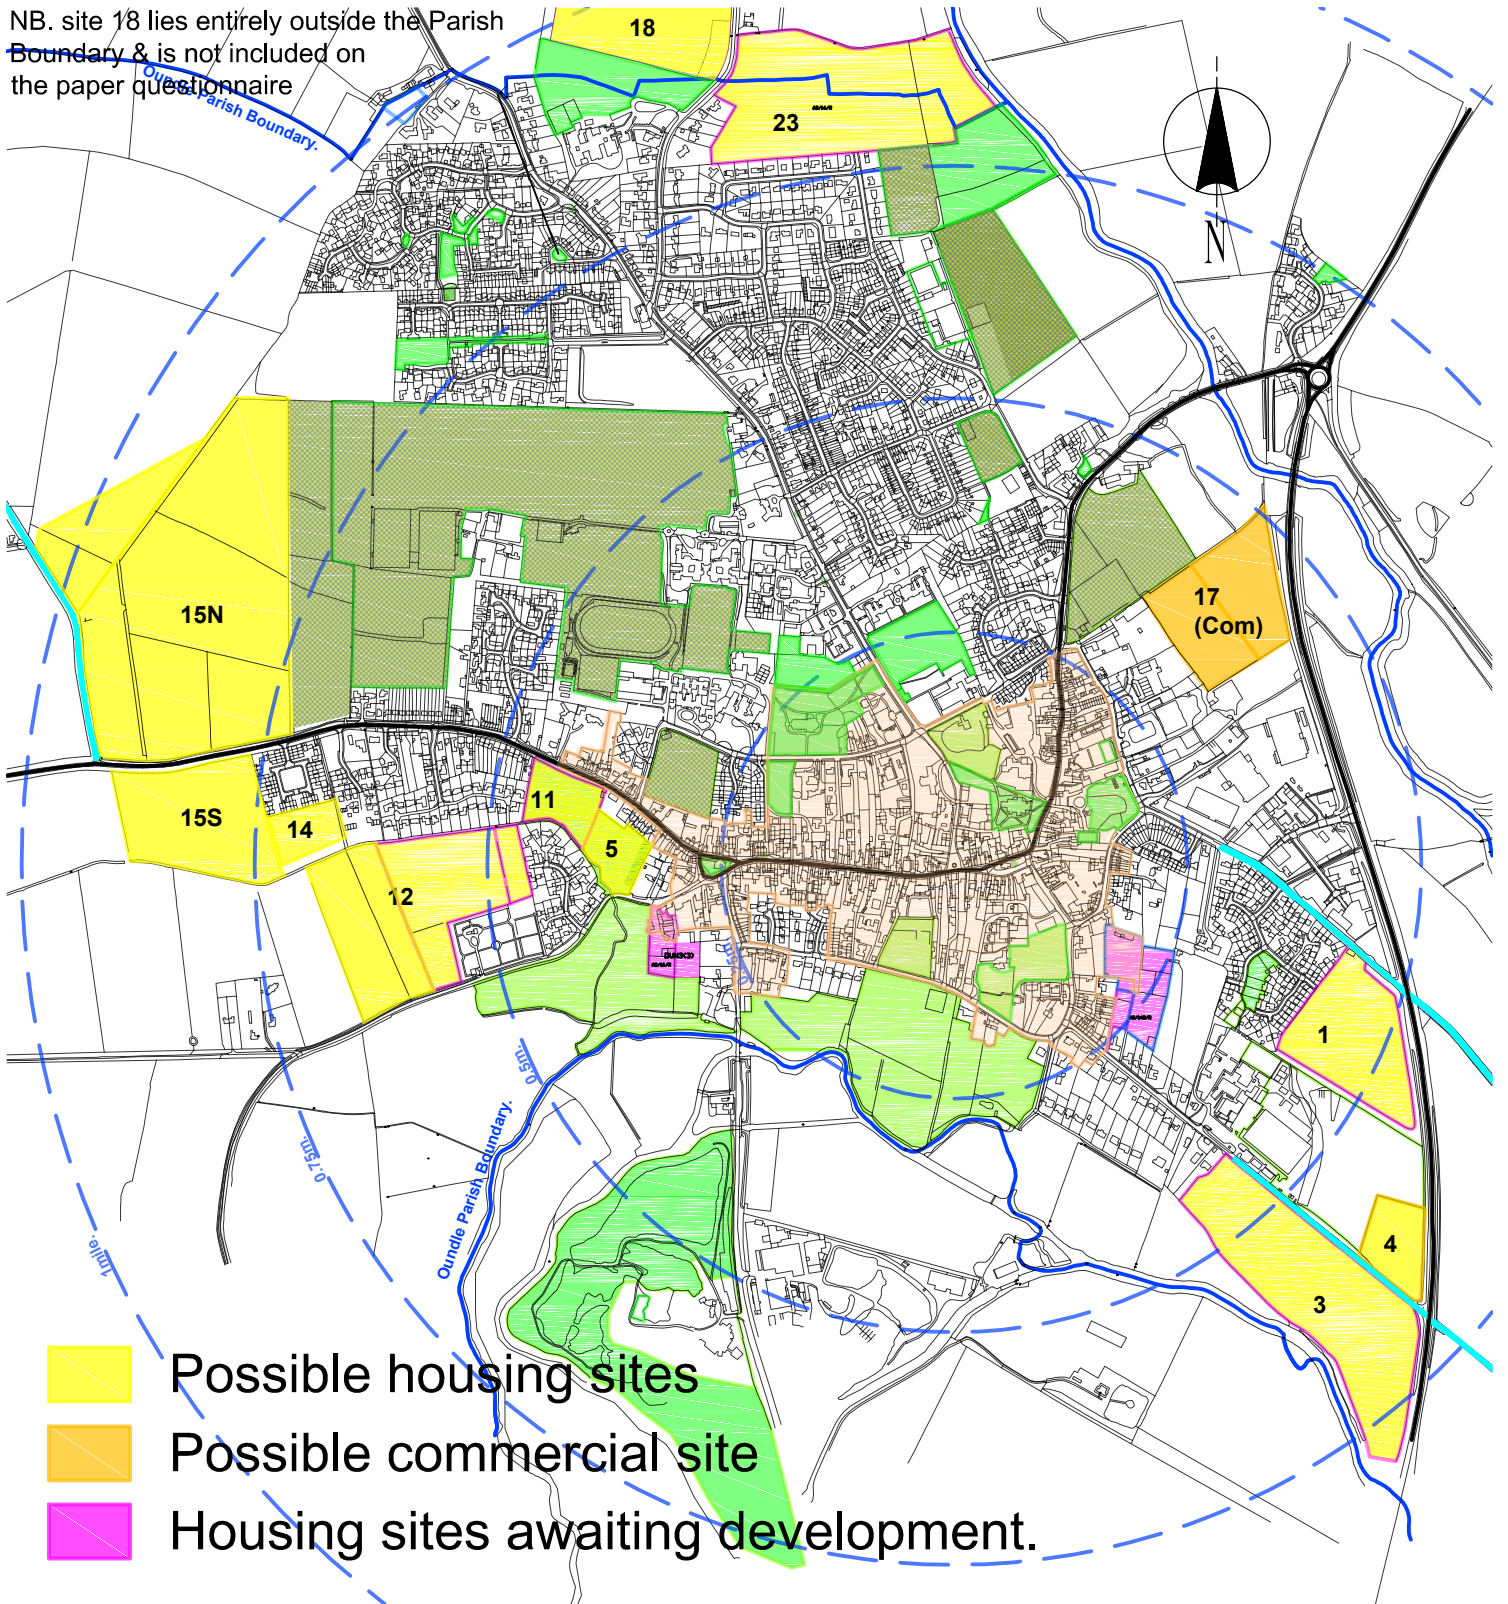 NB. site 18 lies entirely outside the Parish
Boundary & is not included on
the paper questionnaire
Oundle Parish Boundary.
18
23
N
15N
17
(Com)
15S
14
11
5
12
0.25m.
1
0.5m.
0.75m.
Oundle Parish Boundary.
1mile.
4
3
Possible housing sites
Possible commercial site
Housing sites awaiting development.